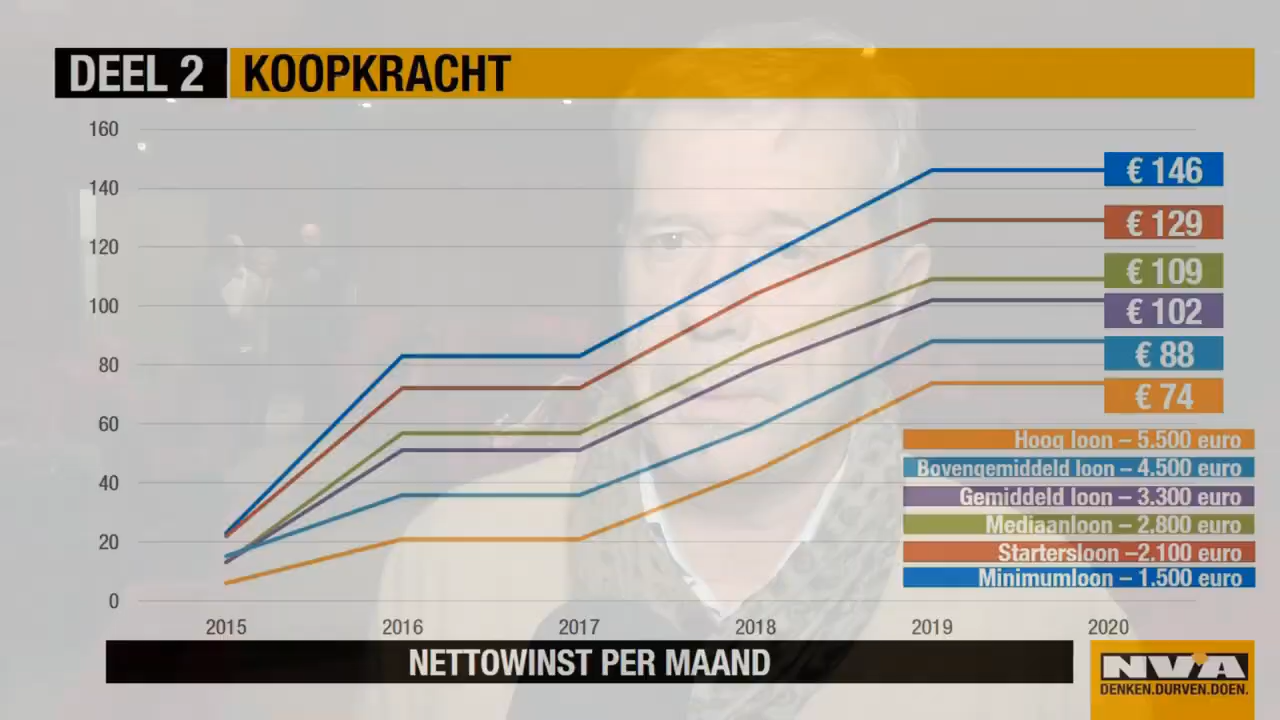 DEEL 2 KOOPKRACHT
160
140
120
100
80
60
40
20
0
€ 146
€ 129
€ 109
€ 102
€ 88
€ 74
Hoog loon – 5.500 euro
Bovengemiddeld loon – 4.500 euro
Gemiddeld loon – 3.300 euro
Mediaanloon – 2,800 euro
Startersloon –2.100 euro
Minimumloon – 1.500 euro
2015 2016 2017 2018 2019 2020
NETTOWINST PER MAAND
N-VA
DENKEN.DURVEN.DOEN.